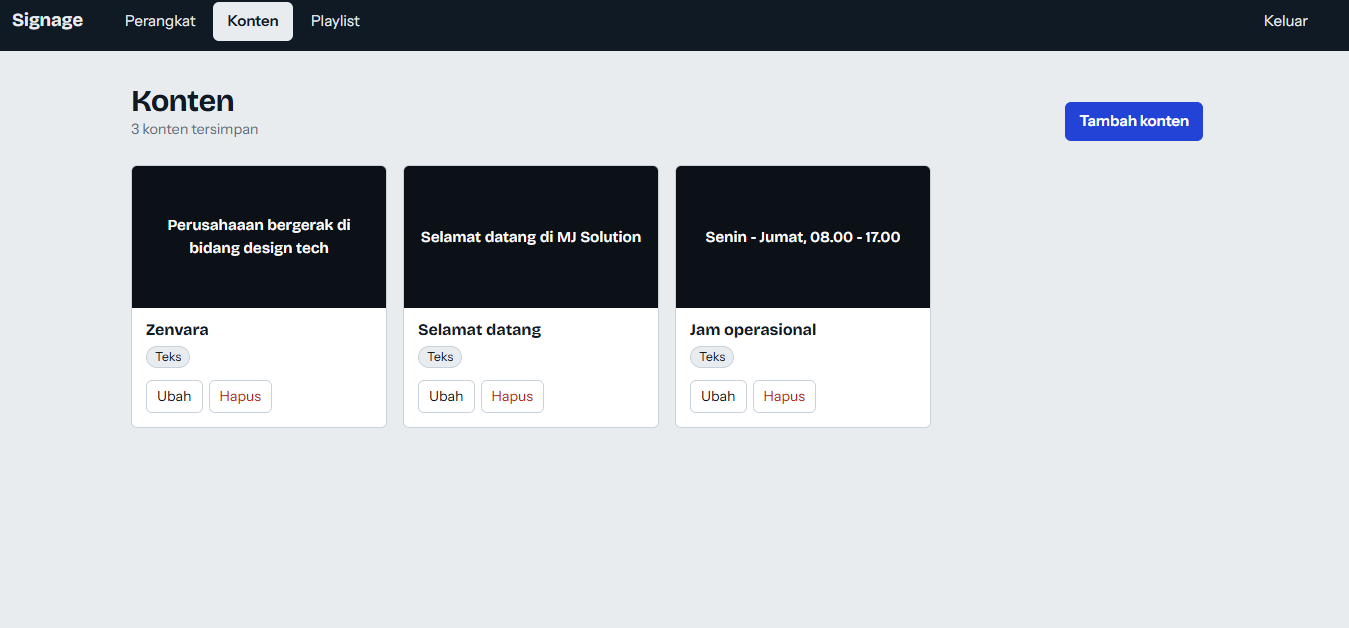 Signage
Perangkat
Konten
Playlist
Keluar
Konten
3 konten tersimpan
Tambah konten
Perusahaaan bergerak di
bidang design tech
Zenvara
Teks
Ubah
Hapus
Selamat datang di MJ Solution
Selamat datang
Teks
Ubah
Hapus
Senin - Jumat, 08.00 - 17.00
Jam operasional
Teks
Ubah
Hapus